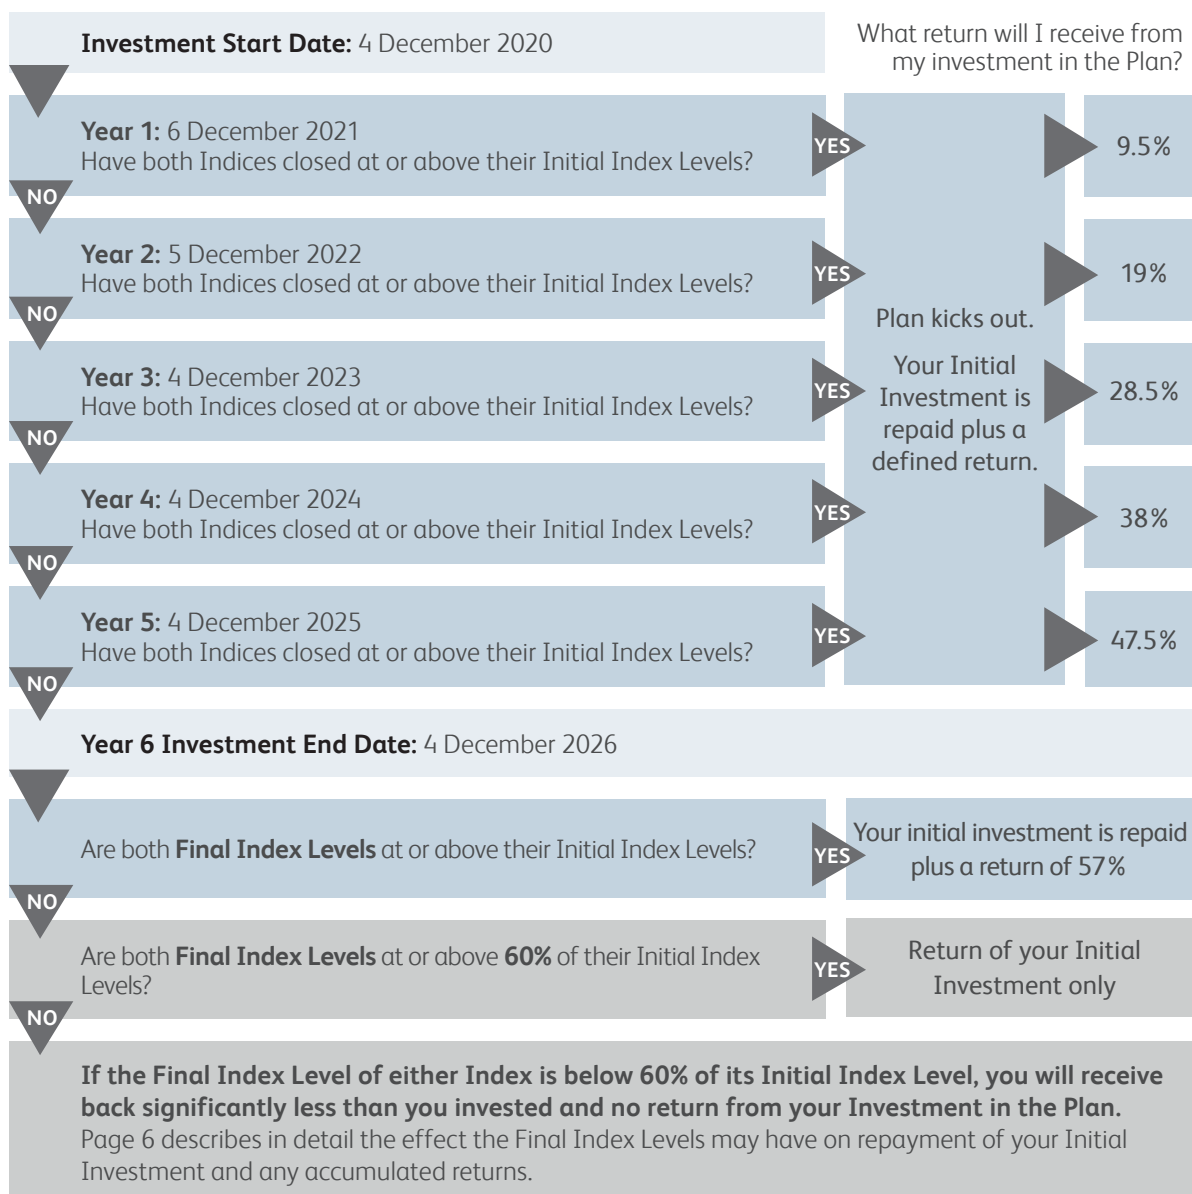 Investment Start Date: 4 December 2020
What return will I receive from
my investment in the Plan?
Year 1: 6 December 2021
Have both Indices closed at or above their Initial Index Levels?
YES
9.5%
NO
Year 2: 5 December 2022
Have both Indices closed at or above their Initial Index Levels?
YES
19%
NO
Year 3: 4 December 2023
Have both Indices closed at or above their Initial Index Levels?
YES
28.5%
NO
Year 4: 4 December 2024
Have both Indices closed at or above their Initial Index Levels?
YES
38%
NO
Year 5: 4 December 2025
Have both Indices closed at or above their Initial Index Levels?
YES
47.5%
NO
Plan kicks out.
Your Initial
Investment is
repaid plus a
defined return.
Year 6 Investment End Date: 4 December 2026
Are both Final Index Levels at or above their Initial Index Levels?
YES
Your initial investment is repaid
plus a return of 57%
NO
Are both Final Index Levels at or above 60% of their Initial Index
Levels?
YES
Return of your Initial
Investment only
NO
If the Final Index Level of either Index is below 60% of its Initial Index Level, you will receive
back significantly less than you invested and no return from your Investment in the Plan.
Page 6 describes in detail the effect the Final Index Levels may have on repayment of your Initial
Investment and any accumulated returns.